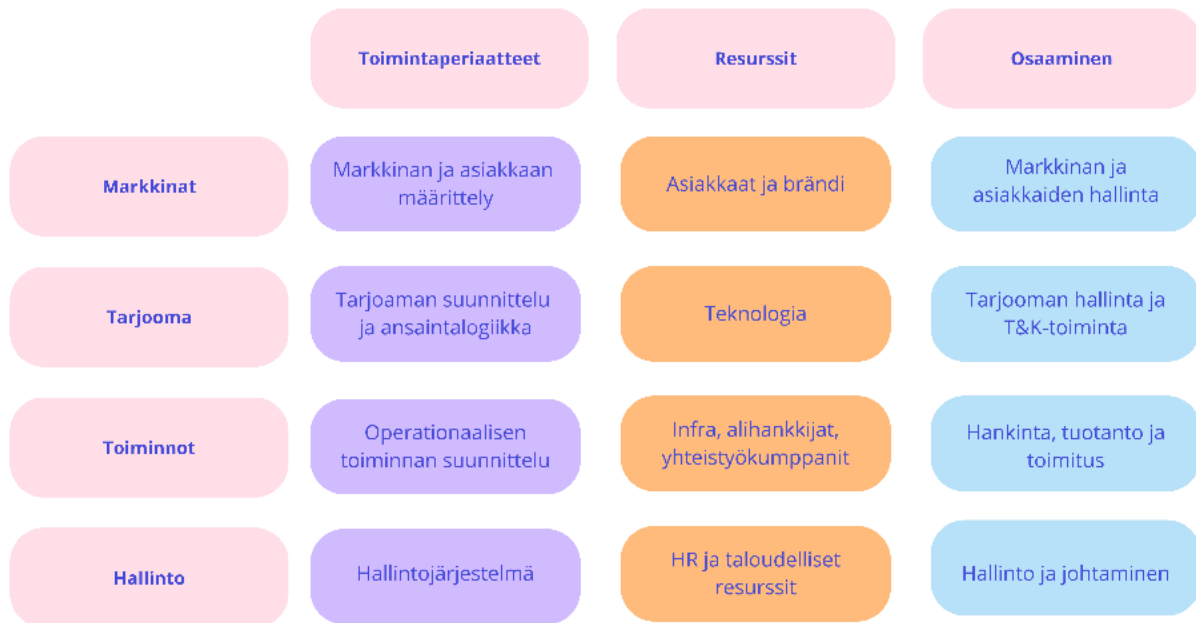 Toimintaperiaatteet
Resurssit
Osaaminen
Markkinat
Markkinan ja asiakkaan
määrittely
Asiakkaat ja brändi
Markkinan ja
asiakkaiden hallinta
Tarjooma
Tarjoaman suunnittelu
ja ansaintalogiikka
Teknologia
Tarjooman hallinta ja
T&K-toiminta
Toiminnot
Operationaalisen
toiminnan suunnittelu
Infra, alihankkijat,
yhteistyökumppanit
Hankinta, tuotanto ja
toimitus
Hallinto
Hallintojärjestelmä
HR ja taloudelliset
resurssit
Hallinto ja johtaminen